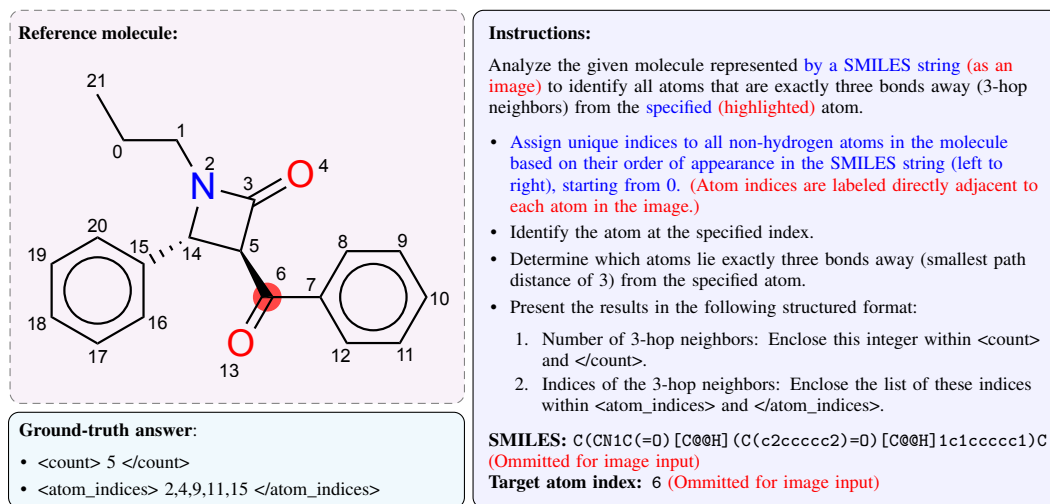 Reference molecule:
21
1
0
2
N
O
4
3
20
15
14
5
19
6
8
9
7
10
18
16
O
13
12
11
17
Ground-truth answer:
• <count> 5 </count>
• <atom_indices> 2,4,9,11,15 </atom_indices>
Instructions:
Analyze the given molecule represented by a SMILES string (as an
image) to identify all atoms that are exactly three bonds away (3-hop
neighbors) from the specified (highlighted) atom.
• Assign unique indices to all non-hydrogen atoms in the molecule
based on their order of appearance in the SMILES string (left to
right), starting from 0. (Atom indices are labeled directly adjacent to
each atom in the image.)
• Identify the atom at the specified index.
• Determine which atoms lie exactly three bonds away (smallest path
distance of 3) from the specified atom.
• Present the results in the following structured format:
1. Number of 3-hop neighbors: Enclose this integer within <count>
and </count>.
2. Indices of the 3-hop neighbors: Enclose the list of these indices
within <atom_indices> and </atom_indices>.
SMILES: C(CN1C(=O)[C@@H](C(c2ccccc2)=O)[C@@H]1c1ccccc1)C
(Ommitted for image input)
Target atom index: 6 (Ommitted for image input)